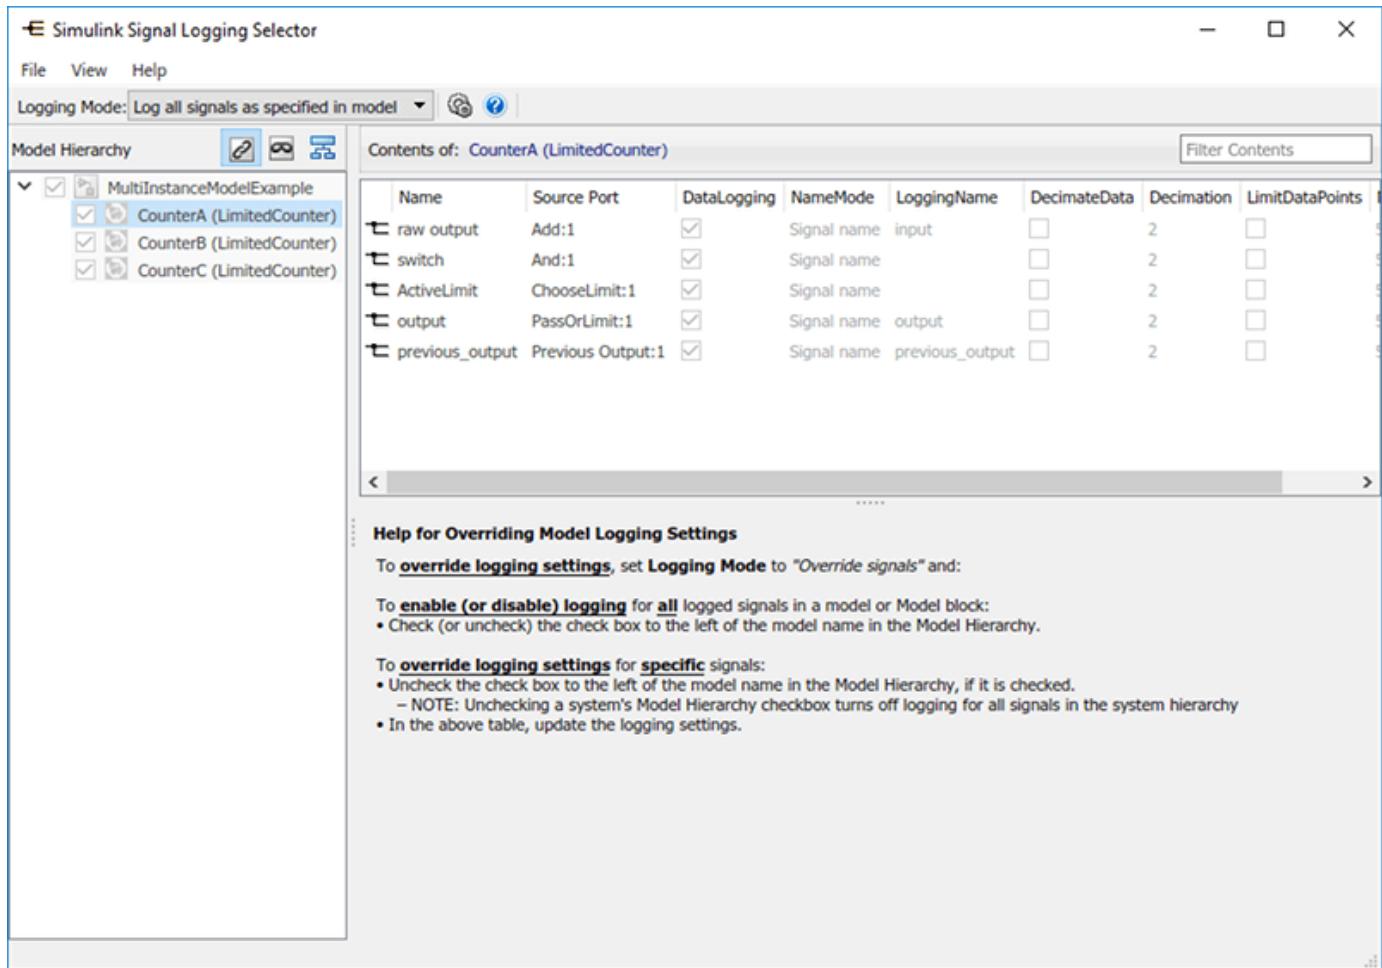 Simulink Signal Logging Selector
File View Help
Logging Mode: Log all signals as specified in model
Model Hierarchy
Contents of: CounterA (LimitedCounter)
Filter Contents
MultiInstanceModelExample
CounterA (LimitedCounter)
CounterB (LimitedCounter)
CounterC (LimitedCounter)
Name Source Port DataLogging NameMode LoggingName DecimateData Decimation LimitDataPoints
raw output Add:1 Signal name input 2
switch And:1 Signal name 2
ActiveLimit ChooseLimit:1 Signal name 2
output PassOrLimit:1 Signal name output 2
previous_output Previous Output:1 Signal name previous_output 2
Help for Overriding Model Logging Settings
To override logging settings, set Logging Mode to "Override signals" and:
To enable (or disable) logging for all logged signals in a model or Model block:
• Check (or uncheck) the check box to the left of the model name in the Model Hierarchy.
To override logging settings for specific signals:
• Uncheck the check box to the left of the model name in the Model Hierarchy, if it is checked.
– NOTE: Unchecking a system's Model Hierarchy checkbox turns off logging for all signals in the system hierarchy
• In the above table, update the logging settings.